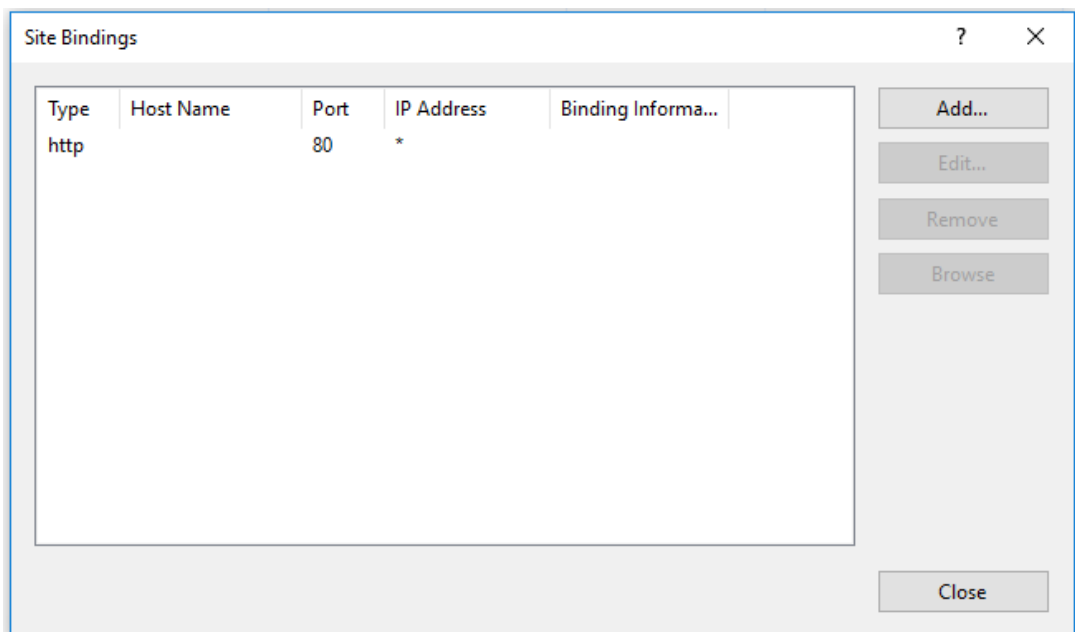 Site Bindings ?
Type Host Name Port IP Address Binding Informa...
http 80 *
Add...
Edit...
Remove
Browse
Close